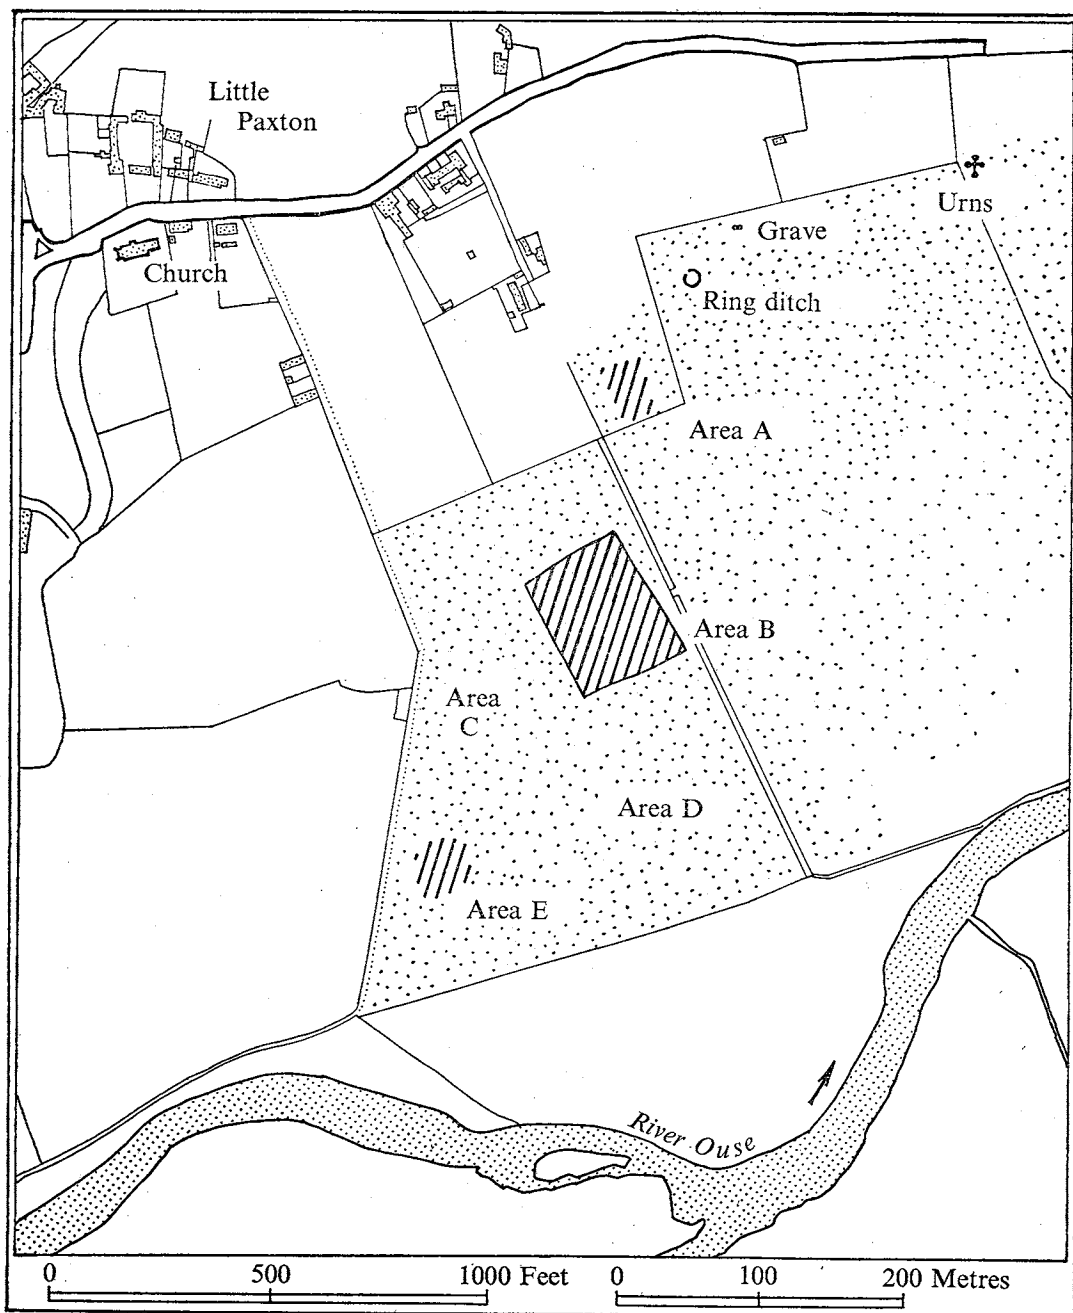 Little
Paxton
Urns
Grave
Church
Ring ditch
Area A
Area B
Area
C
Area D
Area E
River Ouse
0 500 1000 Feet 0 100 200 Metres